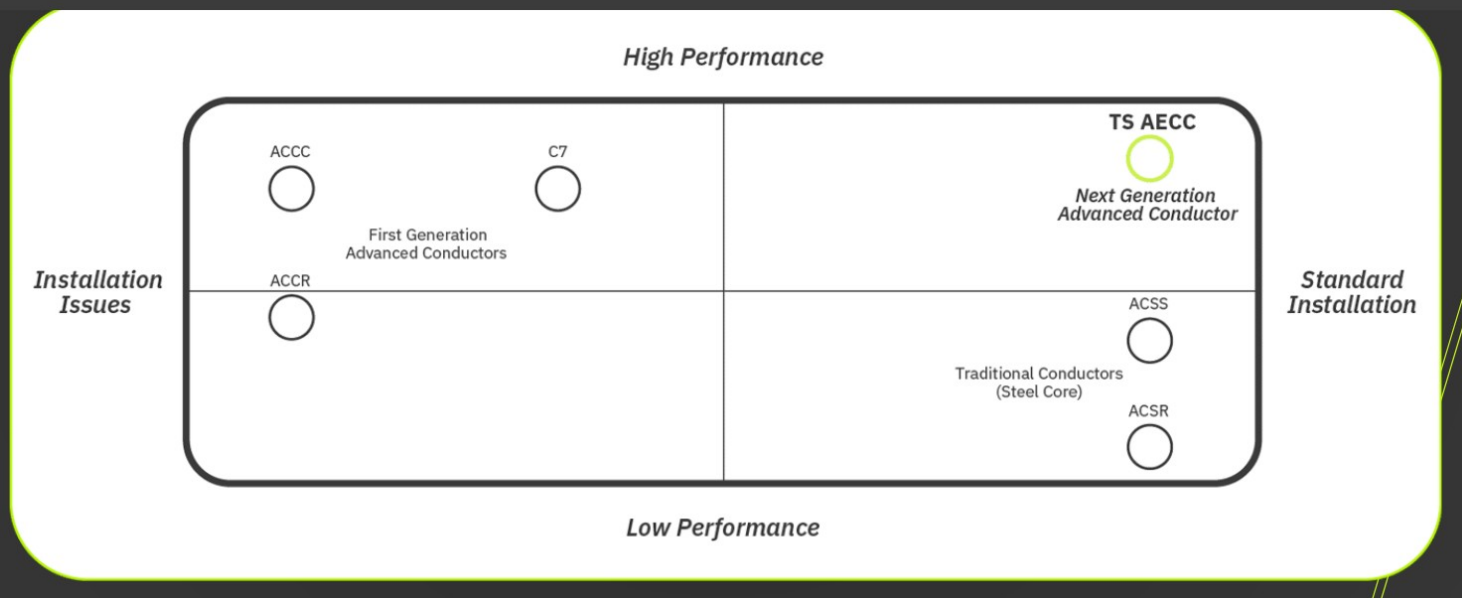 High Performance
TS AECC
ACCC
C7
Next Generation
Advanced Conductor
First Generation
Advanced Conductors
Installation
Issues
ACCR
Standard
Installation
ACSS
Traditional Conductors
(Steel Core)
ACSR
Low Performance